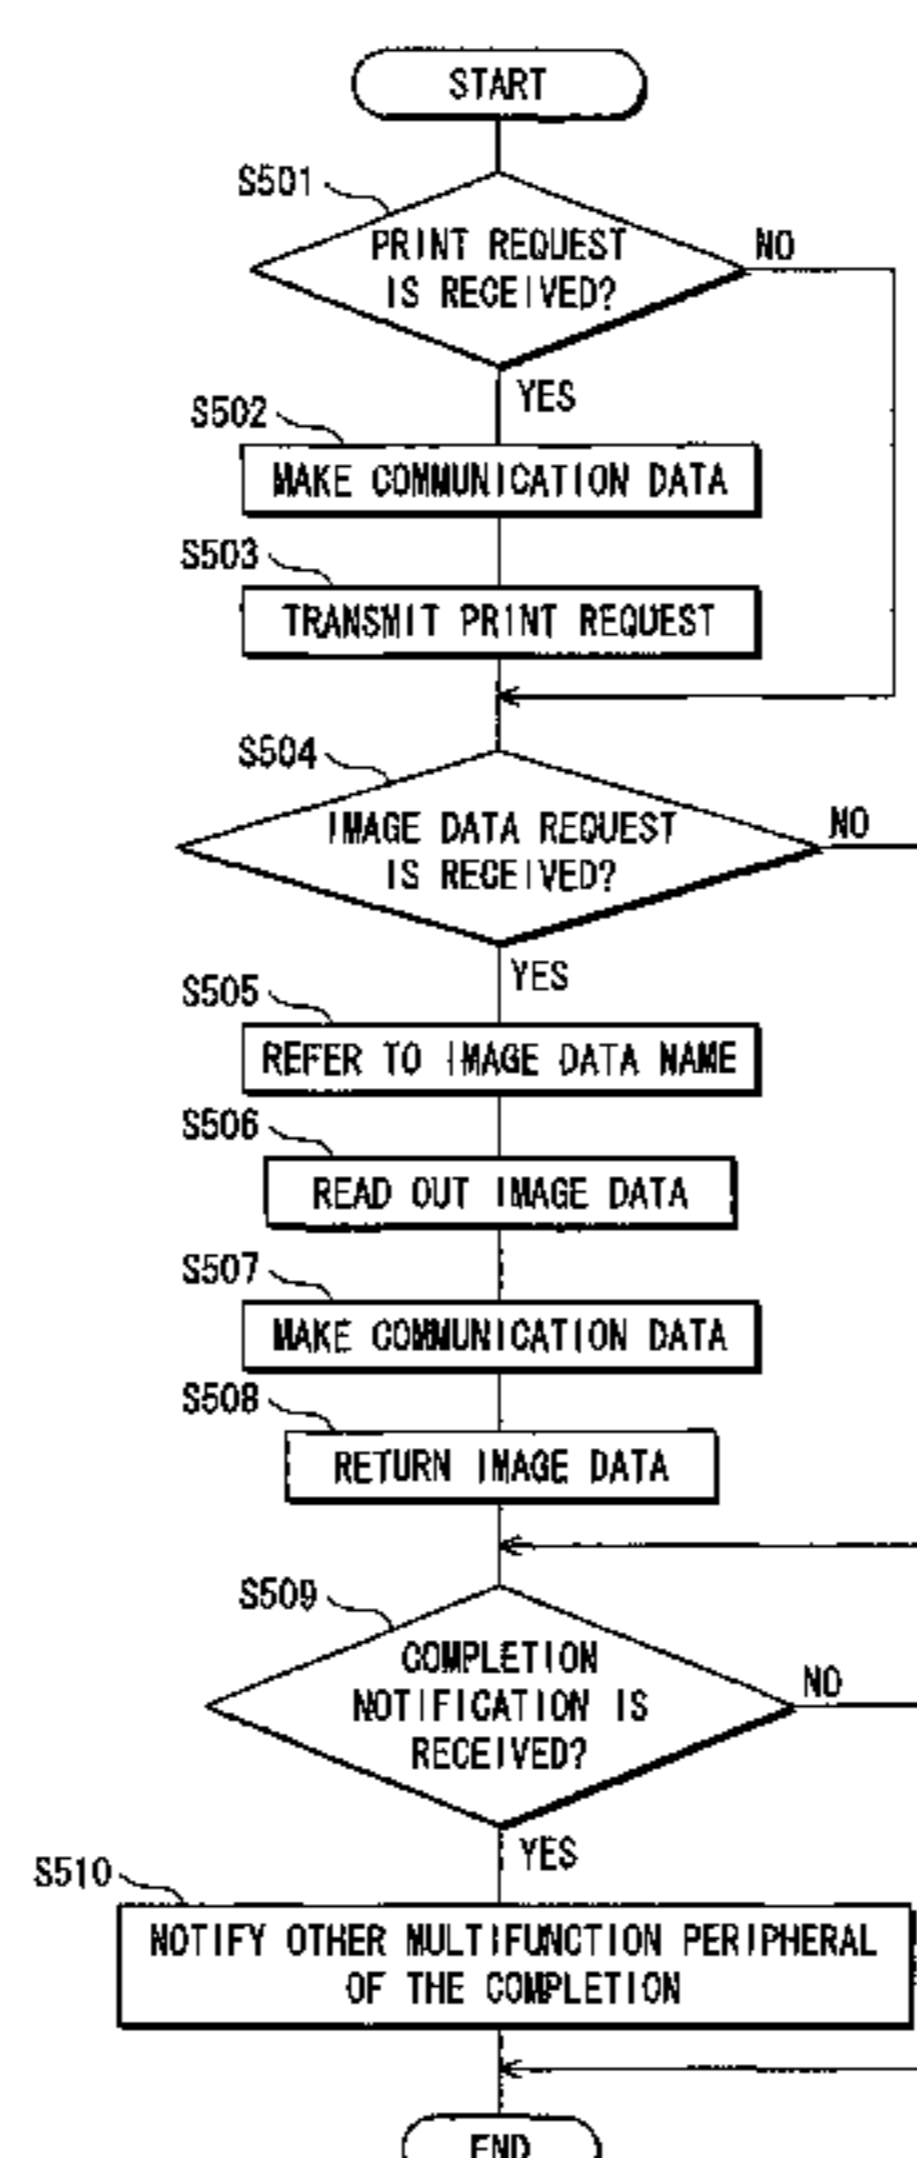 START
S501
PRINT REQUEST
IS RECEIVED?
NO
YES
S502
MAKE COMMUNICATION DATA
S503
TRANSMIT PRINT REQUEST
S504
IMAGE DATA REQUEST
IS RECEIVED?
NO
YES
S505
REFER TO IMAGE DATA NAME
S506
READ OUT IMAGE DATA
S507
MAKE COMMUNICATION DATA
S508
RETURN IMAGE DATA
S509
COMPLETION
NOTIFICATION IS
RECEIVED?
NO
YES
S510
NOTIFY OTHER MULTIFUNCTION PERIPHERAL
OF THE COMPLETION
END